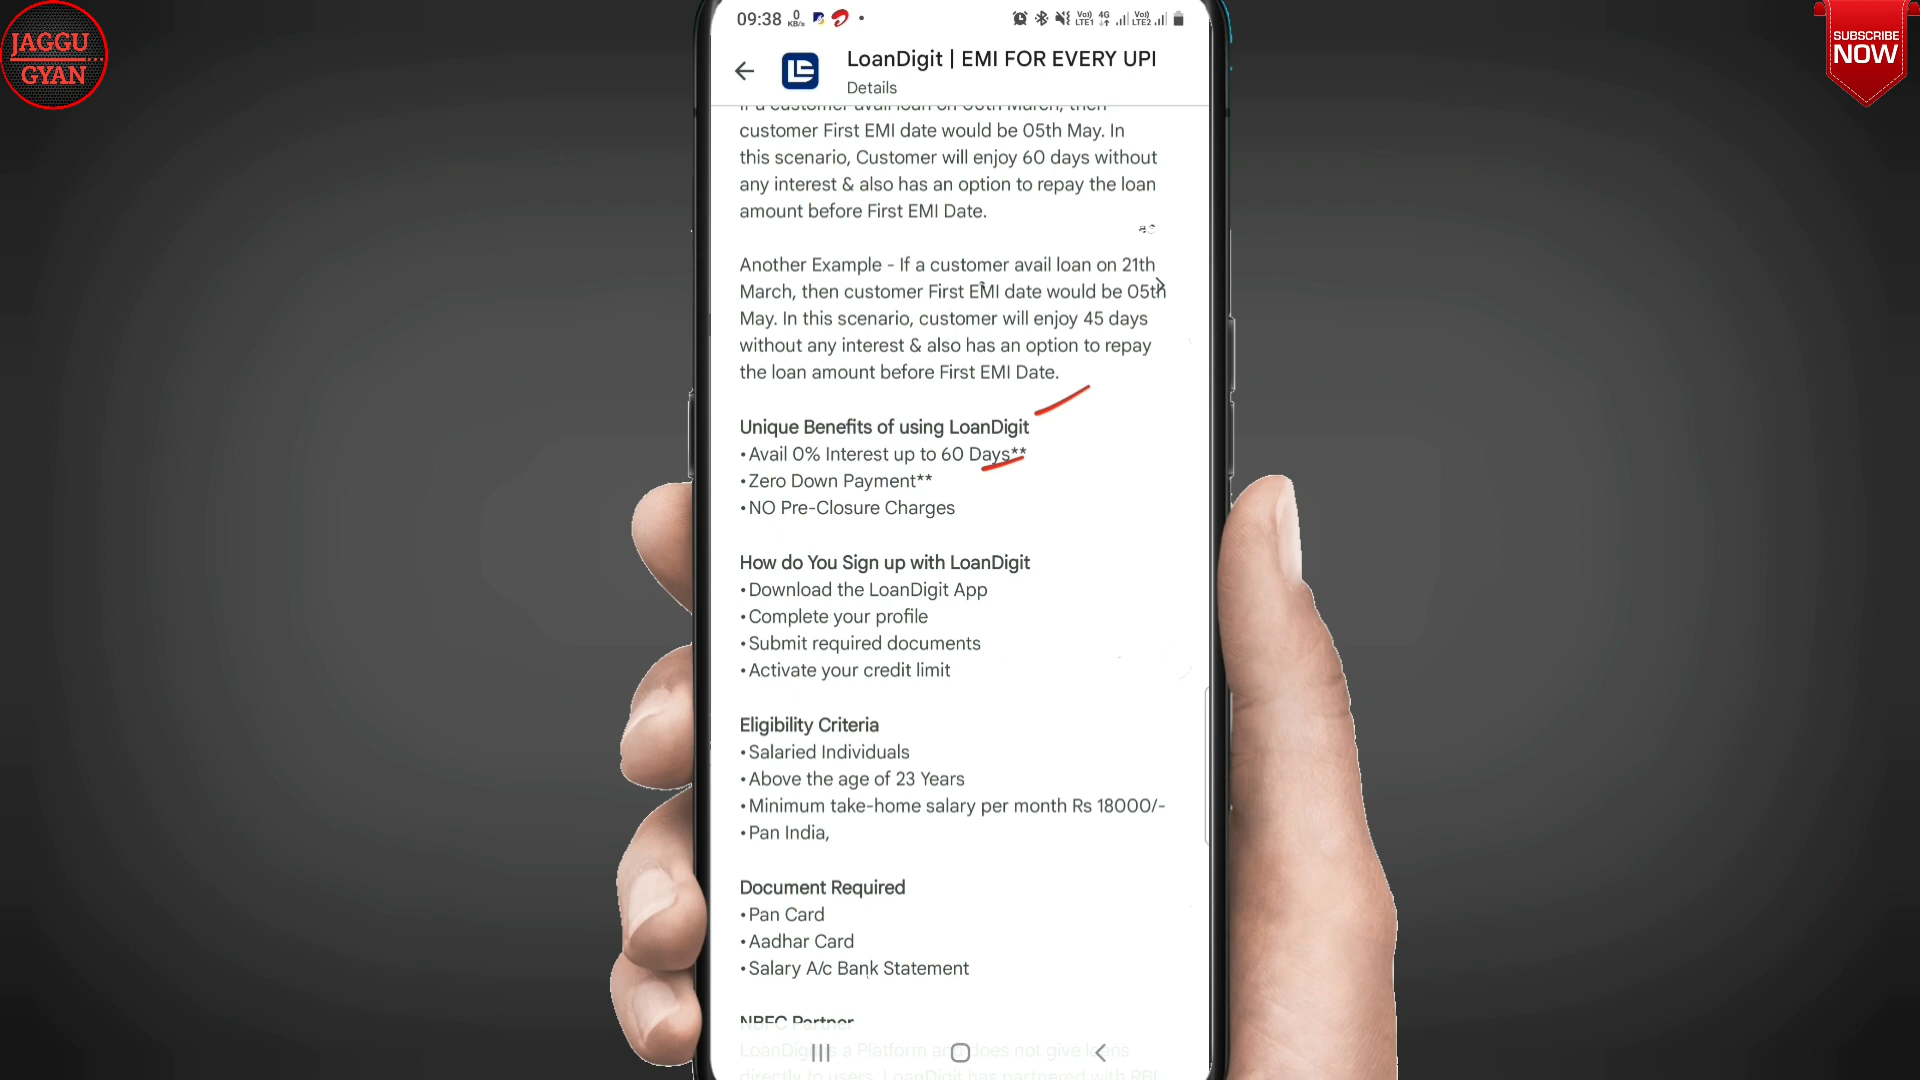 JAGGU
GYAN
SUBSCRIBE
NOW
09:38 0 KB/s Vo) LTE1 4G Vo) LTE2
LoanDigit | EMI FOR EVERY UPI
Details
customer First EMI date would be 05th May. In
this scenario, Customer will enjoy 60 days without
any interest & also has an option to repay the loan
amount before First EMI Date.
Another Example - If a customer avail loan on 21th
March, then customer First EMI date would be 05th
May. In this scenario, customer will enjoy 45 days
without any interest & also has an option to repay
the loan amount before First EMI Date.
Unique Benefits of using LoanDigit
•Avail 0% Interest up to 60 Days**
•Zero Down Payment**
•NO Pre-Closure Charges
How do You Sign up with LoanDigit
•Download the LoanDigit App
•Complete your profile
•Submit required documents
•Activate your credit limit
Eligibility Criteria
•Salaried Individuals
•Above the age of 23 Years
•Minimum take-home salary per month Rs 18000/-
•Pan India,
Document Required
•Pan Card
•Aadhar Card
•Salary A/c Bank Statement
NBFC Partner
LoanDigit is a Platform and does not give loans
directly to users. LoanDigit has partnered with RBI